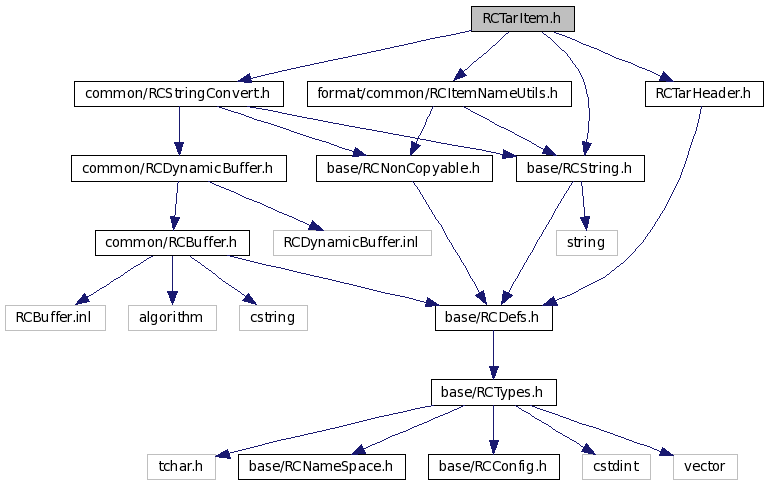 RCTarItem.h
common/RCStringConvert.h
format/common/RCItemNameUtils.h
RCTarHeader.h
common/RCDynamicBuffer.h
base/RCNonCopyable.h
base/RCString.h
common/RCBuffer.h
RCDynamicBuffer.inl
string
RCBuffer.inl
algorithm
cstring
base/RCDefs.h
base/RCTypes.h
tchar.h
base/RCNameSpace.h
base/RCConfig.h
cstdint
vector